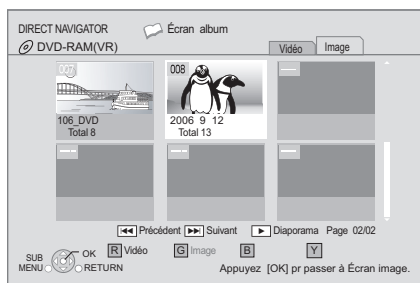 DIRECT NAVIGATOR Écran album
DVD-RAM(VR) Vidéo Image
007 008 --- 
106_DVD 2006 9 12
Total 8 Total 13
--- --- ---
Précédent Suivant Diaporama Page 02/02
SUB MENU OK RETURN R Vidéo G Image B Y
Appuyez [OK] pr passer à Écran image.